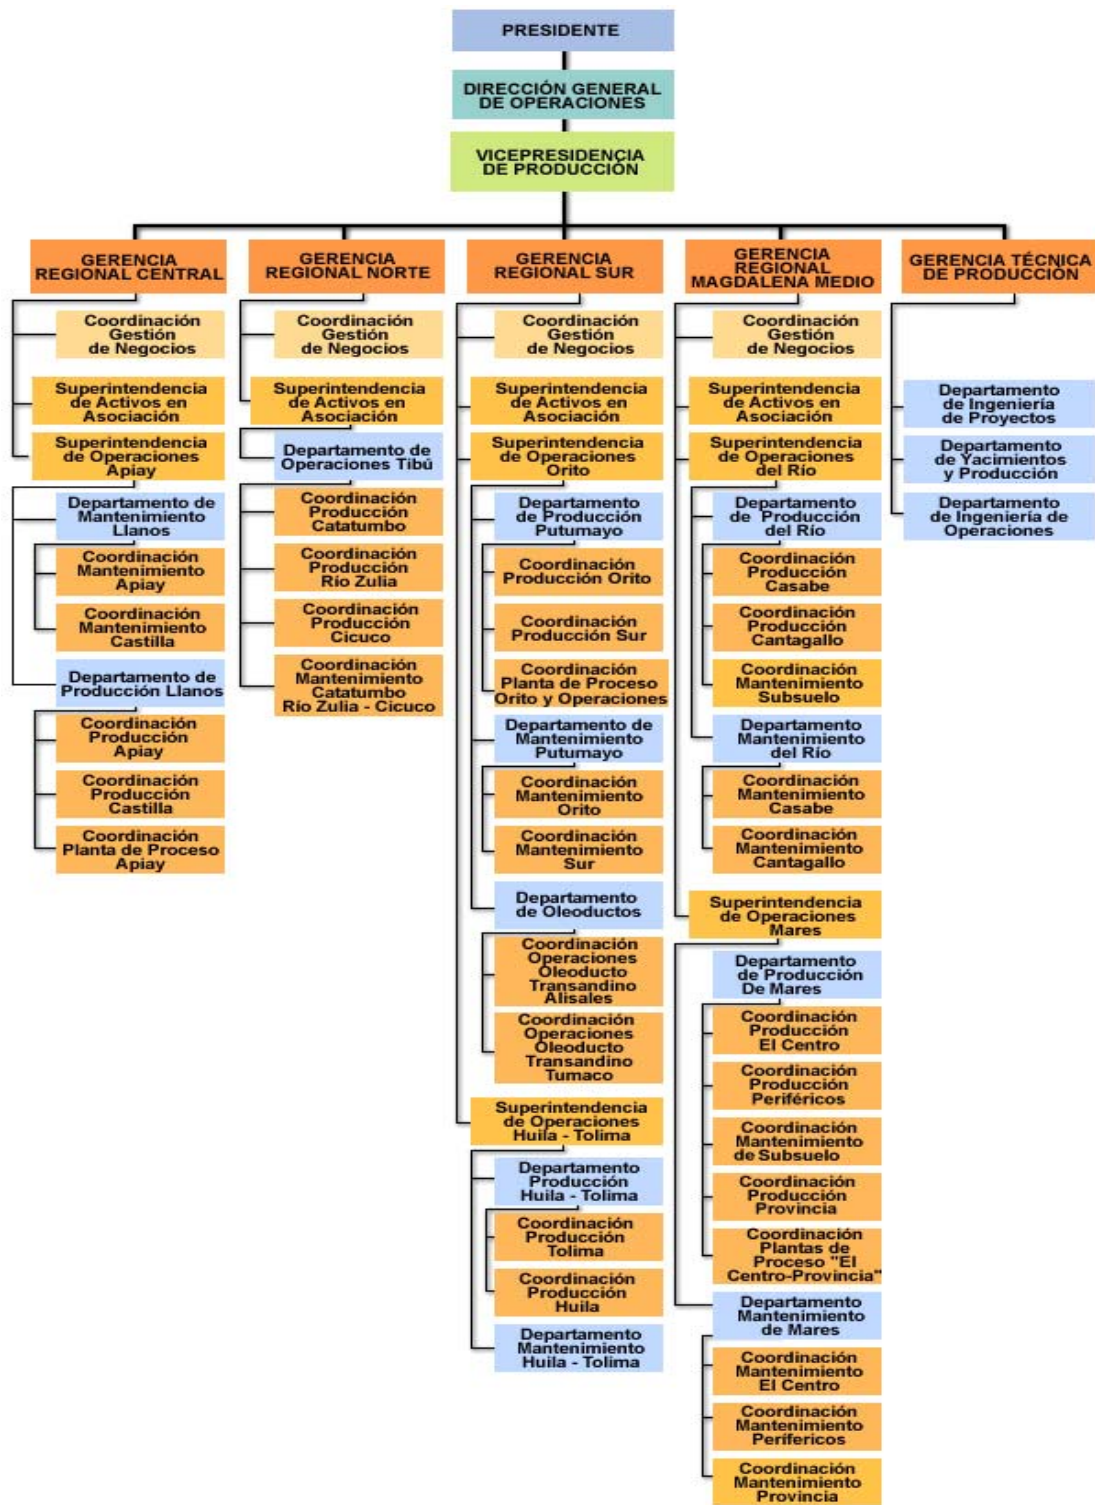 PRESIDENTE
DIRECCIÓN GENERAL
DE OPERACIONES
VICEPRESIDENCIA
DE PRODUCCIÓN
GERENCIA
REGIONAL CENTRAL
Coordinación
Gestión
de Negocios
Superintendencia
de Activos en
Asociación
Superintendencia
de Operaciones
Apiay
Departamento de
Mantenimiento
Llanos
Coordinación
Mantenimiento
Apiay
Coordinación
Mantenimiento
Castilla
Departamento de
Producción Llanos
Coordinación
Producción
Apiay
Coordinación
Producción
Castilla
Coordinación
Planta de Proceso
Apiay
GERENCIA
REGIONAL NORTE
Coordinación
Gestión
de Negocios
Superintendencia
de Activos en
Asociación
Departamento de
Operaciones Tibú
Coordinación
Producción
Catatumbo
Coordinación
Producción
Río Zulia
Coordinación
Producción
Cicuco
Coordinación
Mantenimiento
Catatumbo
Río Zulia - Cicuco
GERENCIA
REGIONAL SUR
Coordinación
Gestión
de Negocios
Superintendencia
de Activos en
Asociación
Superintendencia
de Operaciones
Orito
Departamento
de Producción
Putumayo
Coordinación
Producción Orito
Coordinación
Producción Sur
Coordinación
Planta de Proceso
Orito y Operaciones
Departamento de
Mantenimiento
Putumayo
Coordinación
Mantenimiento
Orito
Coordinación
Mantenimiento
Sur
Departamento
de Oleoductos
Coordinación
Operaciones
Oleoducto
Transandino
Alisales
Coordinación
Operaciones
Oleoducto
Transandino
Tumaco
Superintendencia
de Operaciones
Huila - Tolima
Departamento
Producción
Huila - Tolima
Coordinación
Producción
Tolima
Coordinación
Producción
Huila
Departamento
Mantenimiento
Huila - Tolima
GERENCIA
REGIONAL
MAGDALENA MEDIO
Coordinación
Gestión
de Negocios
Superintendencia
de Activos en
Asociación
Superintendencia
de Operaciones
del Río
Departamento
de Producción
del Río
Coordinación
Producción
Casabe
Coordinación
Producción
Cantagallo
Coordinación
Mantenimiento
Subsuelo
Departamento
Mantenimiento
del Río
Coordinación
Mantenimiento
Casabe
Coordinación
Mantenimiento
Cantagallo
Superintendencia
de Operaciones
Mares
Departamento
de Producción
De Mares
Coordinación
Producción
El Centro
Coordinación
Producción
Periféricos
Coordinación
Mantenimiento
de Subsuelo
Coordinación
Producción
Provincia
Coordinación
Plantas de
Proceso "El
Centro-Provincia"
Departamento
Mantenimiento
de Mares
Coordinación
Mantenimiento
El Centro
Coordinación
Mantenimiento
Perífericos
Coordinación
Mantenimiento
Provincia
GERENCIA TÉCNICA
DE PRODUCCIÓN
Departamento
de Ingeniería
de Proyectos
Departamento
de Yacimientos
y Producción
Departamento
de Ingeniería de
Operaciones